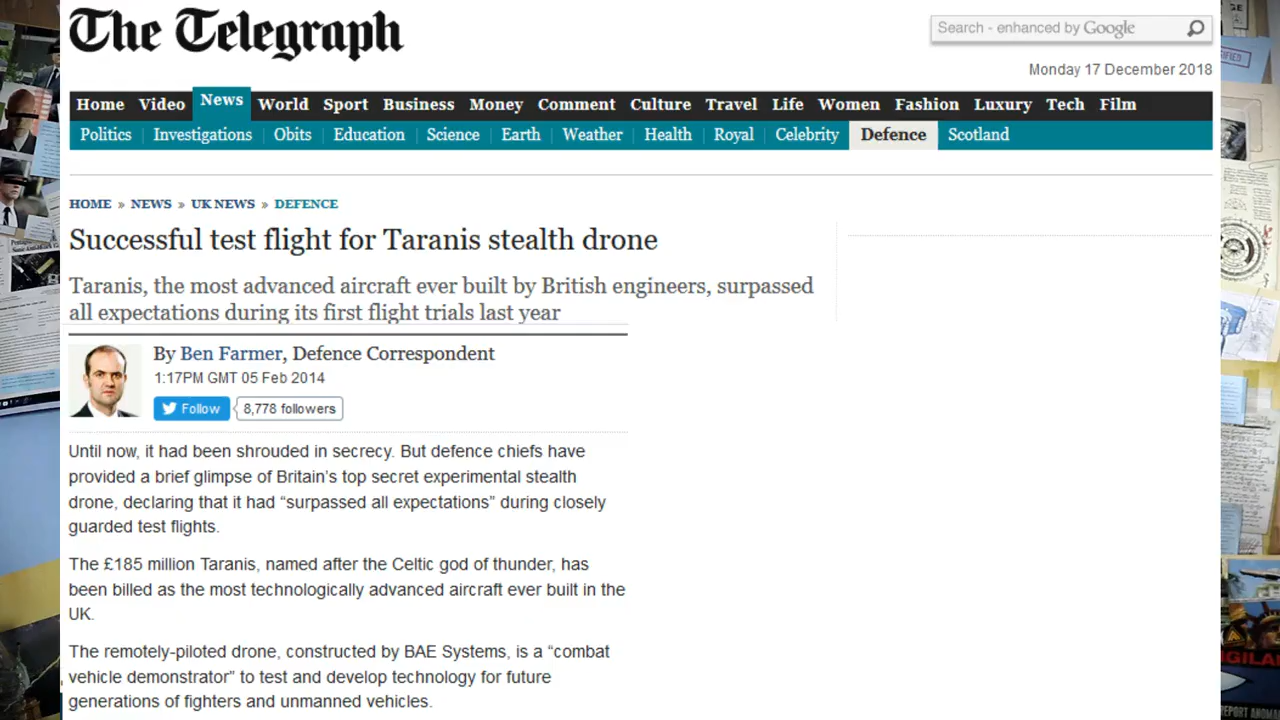 The Telegraph
Search - enhanced by Google
Monday 17 December 2018
Home Video News World Sport Business Money Comment Culture Travel Life Women Fashion Luxury Tech Film
Politics Investigations Obits Education Science Earth Weather Health Royal Celebrity Defence Scotland
HOME » NEWS » UK NEWS » DEFENCE
Successful test flight for Taranis stealth drone
Taranis, the most advanced aircraft ever built by British engineers, surpassed
all expectations during its first flight trials last year
By Ben Farmer, Defence Correspondent
1:17PM GMT 05 Feb 2014
Follow 8,778 followers
Until now, it had been shrouded in secrecy. But defence chiefs have
provided a brief glimpse of Britain's top secret experimental stealth
drone, declaring that it had “surpassed all expectations” during closely
guarded test flights.
The £185 million Taranis, named after the Celtic god of thunder, has
been billed as the most technologically advanced aircraft ever built in the
UK.
The remotely-piloted drone, constructed by BAE Systems, is a “combat
vehicle demonstrator” to test and develop technology for future
generations of fighters and unmanned vehicles.